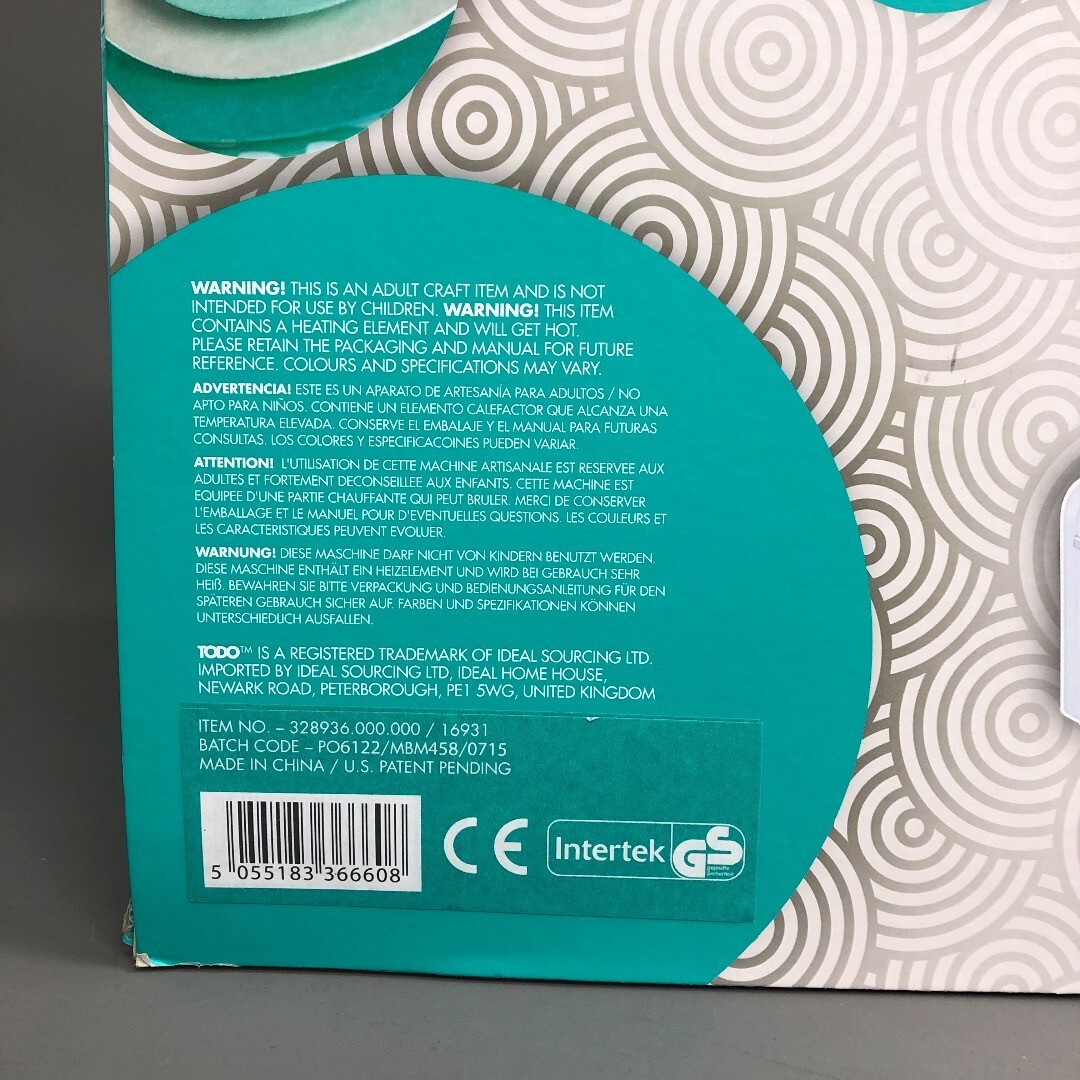 WARNING! THIS IS AN ADULT CRAFT ITEM AND IS NOT
INTENDED FOR USE BY CHILDREN. WARNING! THIS ITEM
CONTAINS A HEATING ELEMENT AND WILL GET HOT.
PLEASE RETAIN THE PACKAGING AND MANUAL FOR FUTURE
REFERENCE. COLOURS AND SPECIFICATIONS MAY VARY.
ADVERTENCIA! ESTE ES UN APARATO DE ARTESANÍA PARA ADULTOS / NO
APTO PARA NIÑOS. CONTIENE UN ELEMENTO CALEFACTOR QUE ALCANZA UNA
TEMPERATURA ELEVADA. CONSERVE EL EMBALAJE Y EL MANUAL PARA FUTURAS
CONSULTAS. LOS COLORES Y ESPECIFICACOINES PUEDEN VARIAR.
ATTENTION! L'UTILISATION DE CETTE MACHINE ARTISANALE EST RESERVEE AUX
ADULTES ET FORTEMENT DECONSEILLEE AUX ENFANTS. CETTE MACHINE EST
EQUIPEE D'UNE PARTIE CHAUFFANTE QUI PEUT BRULER. MERCI DE CONSERVER
L'EMBALLAGE ET LE MANUEL POUR D'EVENTUELLES QUESTIONS. LES COULEURS ET
LES CARACTERISTIQUES PEUVENT EVOLUER.
WARNUNG! DIESE MASCHINE DARF NICHT VON KINDERN BENUTZT WERDEN.
DIESE MASCHINE ENTHÄLT EIN HEIZELEMENT UND WIRD BEI GEBRAUCH SEHR
HEIß. BEWAHREN SIE BITTE VERPACKUNG UND BEDIENUNGSANLEITUNG FÜR DEN
SPÄTEREN GEBRAUCH SICHER AUF. FARBEN UND SPEZIFIKATIONEN KÖNNEN
UNTERSCHIEDLICH AUSFALLEN.
TODO™ IS A REGISTERED TRADEMARK OF IDEAL SOURCING LTD.
IMPORTED BY IDEAL SOURCING LTD, IDEAL HOME HOUSE,
NEWARK ROAD, PETERBOROUGH, PE1 5WG, UNITED KINGDOM
ITEM NO. – 328936.000.000 / 16931
BATCH CODE – PO6122/MBM458/0715
MADE IN CHINA / U.S. PATENT PENDING
5 055183 366608
CE
Intertek GS
geprüfte
Sicherheit